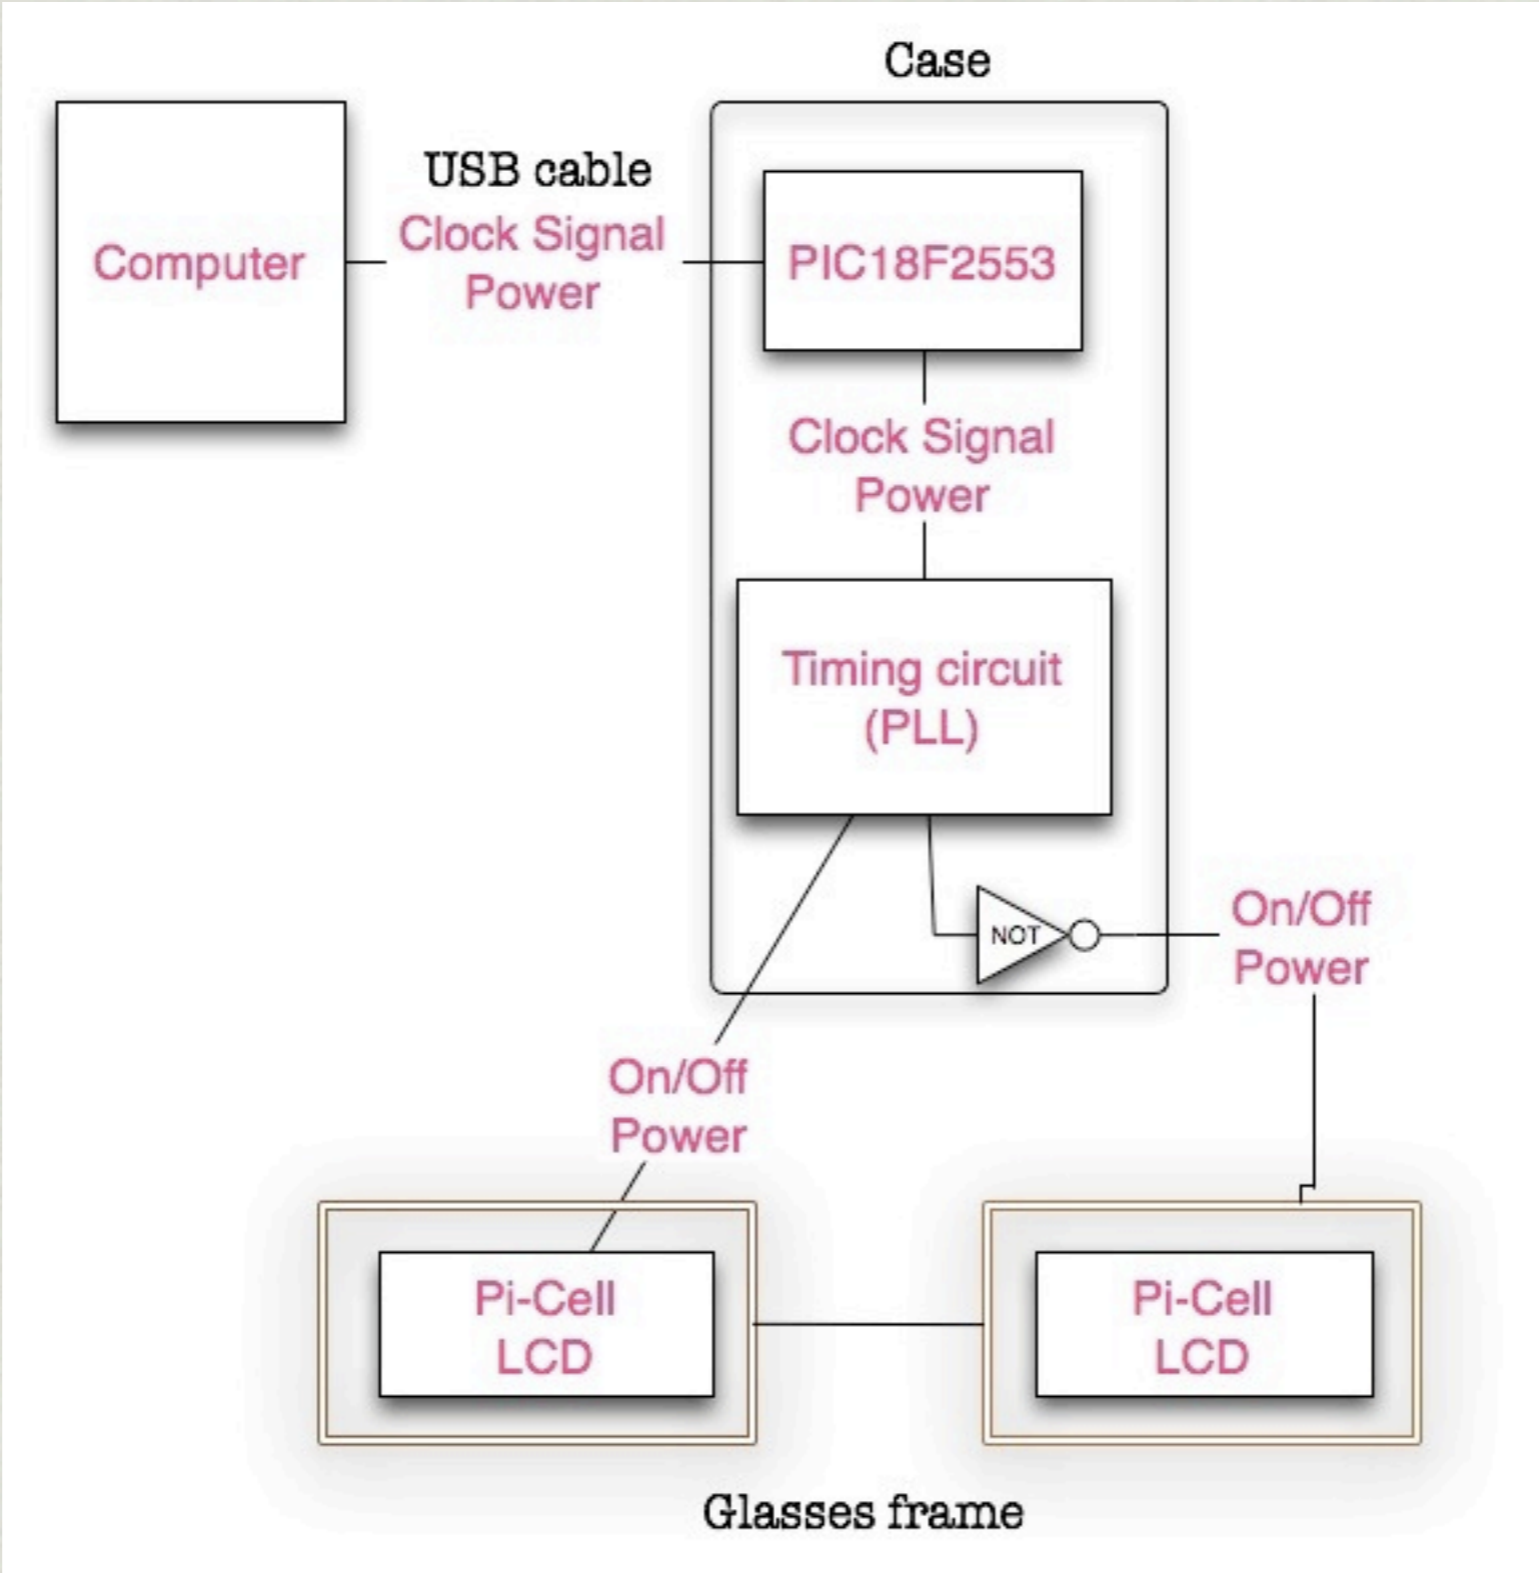 Case
USB cable
Clock Signal
Power
Computer
PIC18F2553
Clock Signal
Power
Timing circuit
(PLL)
NOT
On/Off
Power
On/Off
Power
Pi-Cell
LCD
Pi-Cell
LCD
Glasses frame